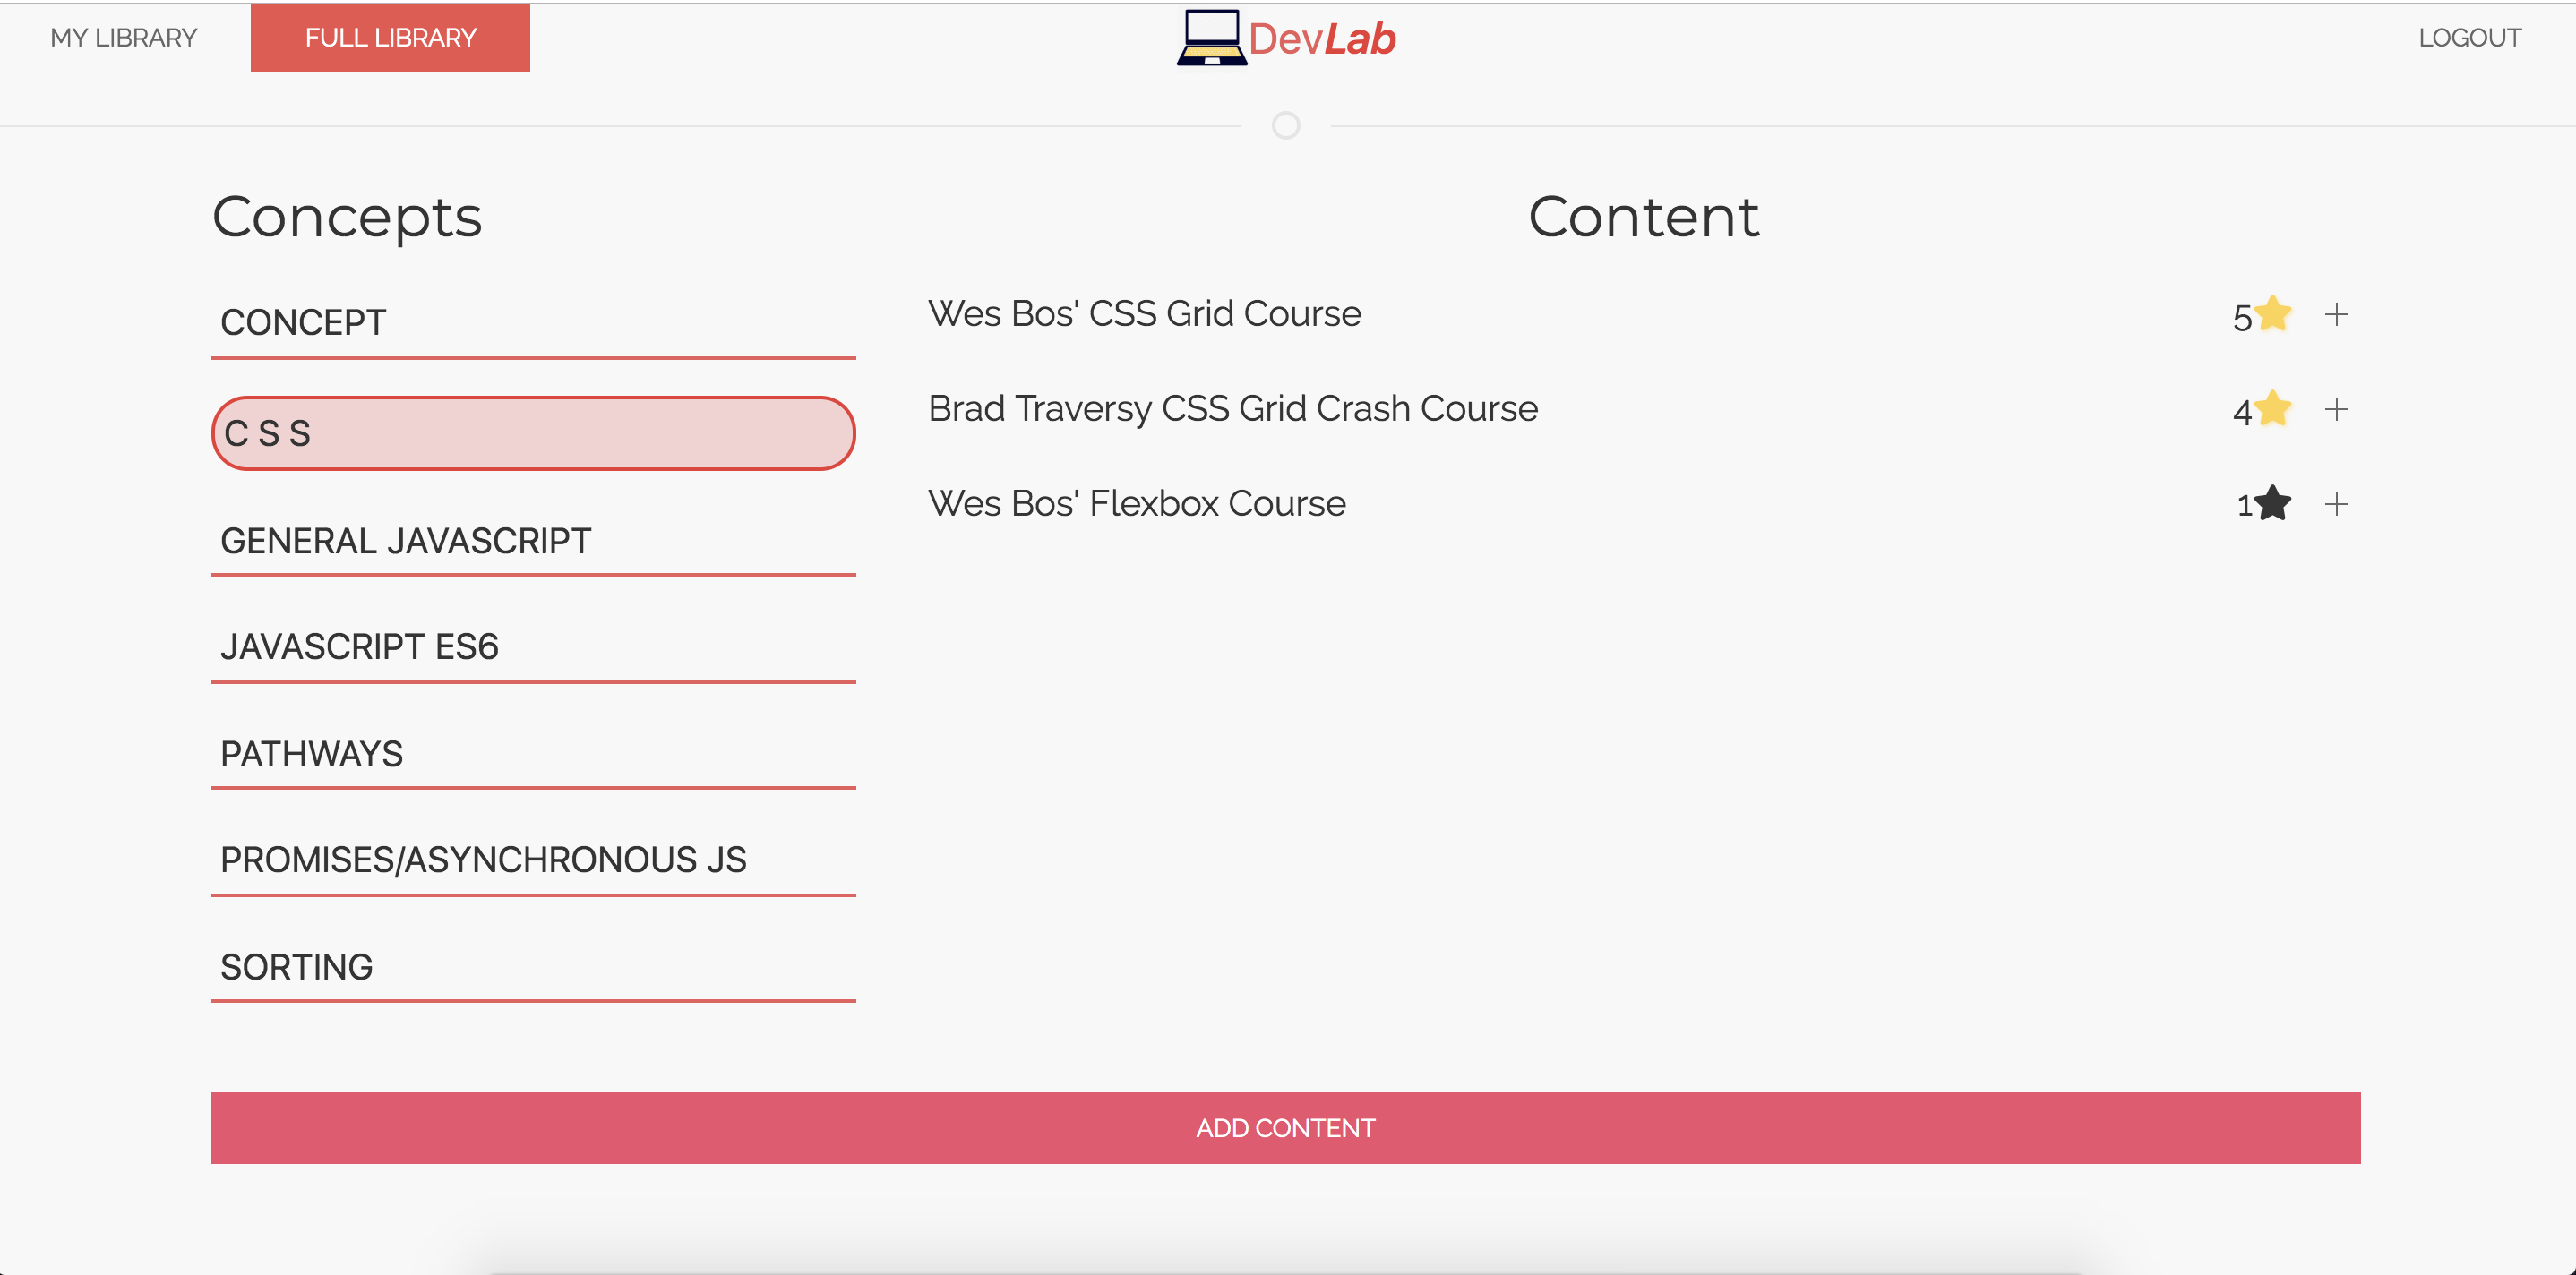 MY LIBRARY FULL LIBRARY DevLab LOGOUT
Concepts
CONCEPT
C S S
GENERAL JAVASCRIPT
JAVASCRIPT ES6
PATHWAYS
PROMISES/ASYNCHRONOUS JS
SORTING
Content
Wes Bos' CSS Grid Course 5
Brad Traversy CSS Grid Crash Course 4
Wes Bos' Flexbox Course 1
ADD CONTENT